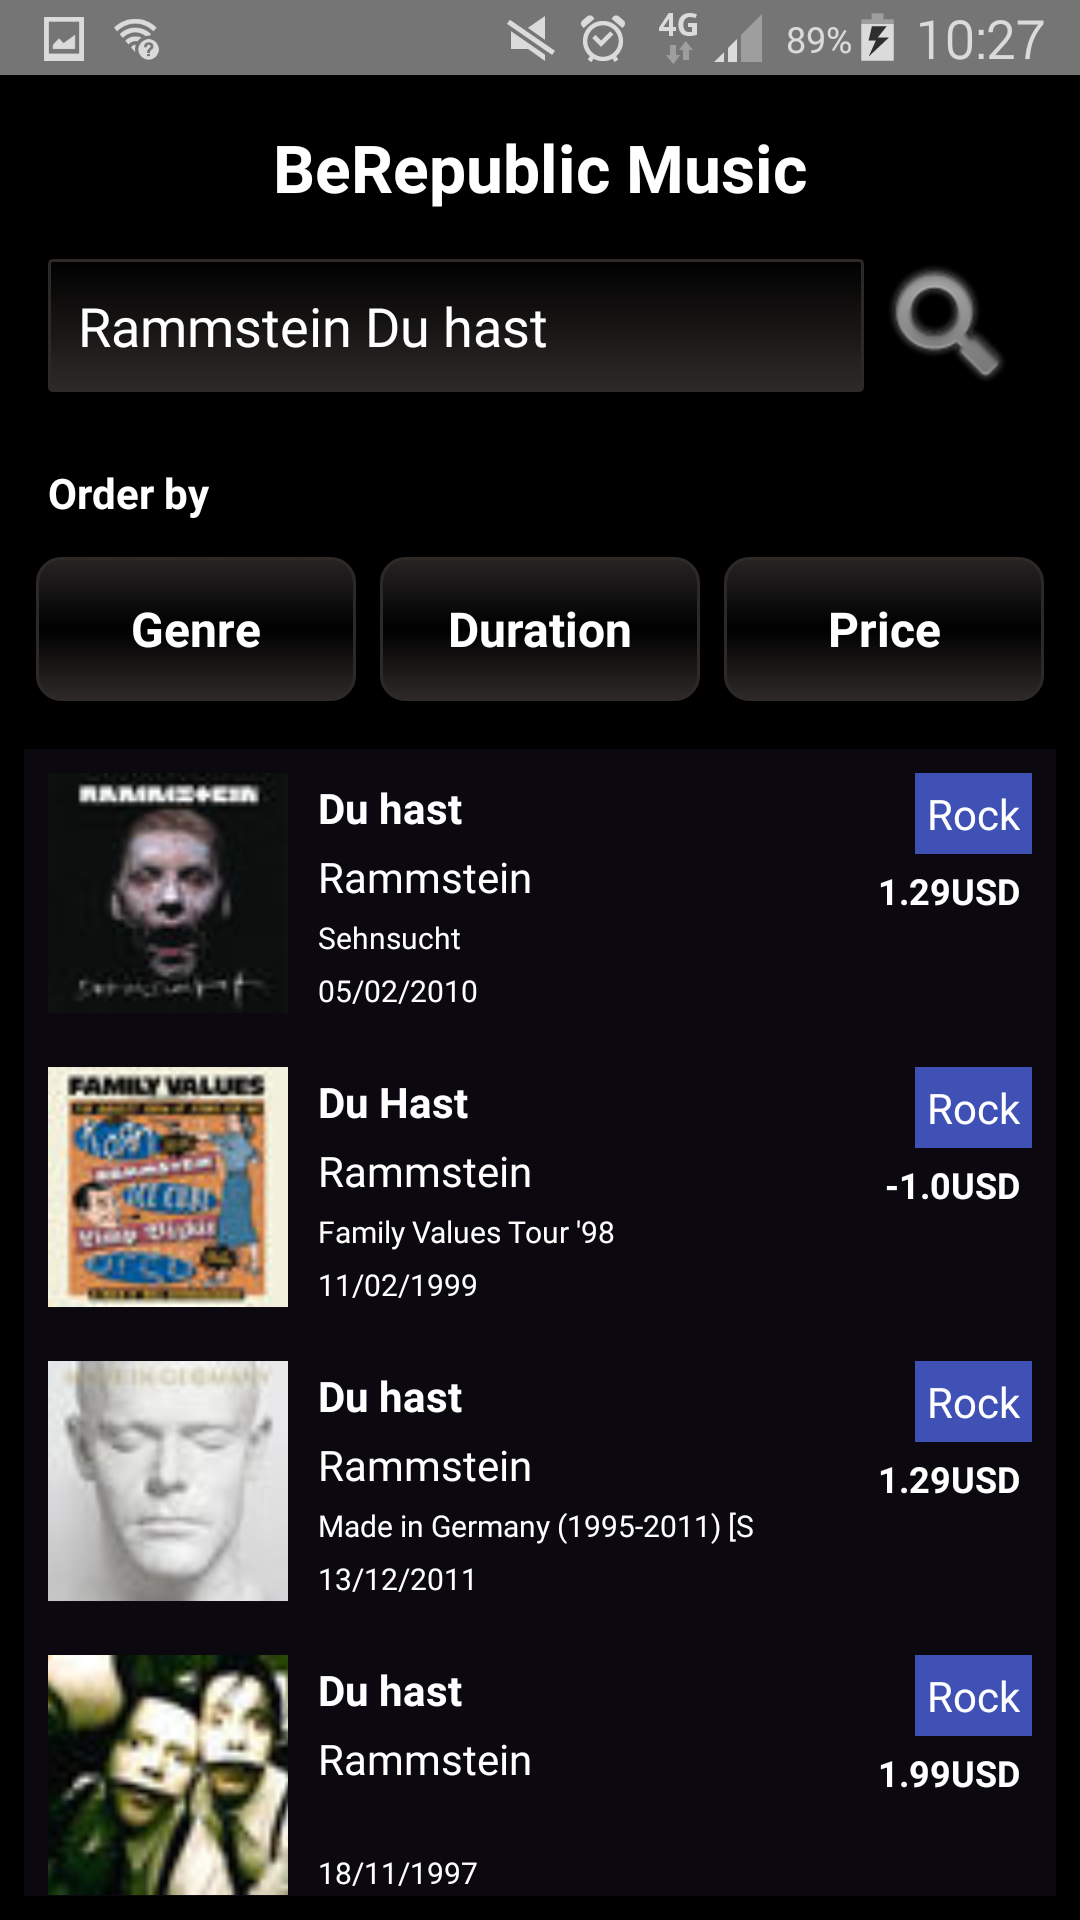 4G 89% 10:27
BeRepublic Music
Rammstein Du hast
Order by
Genre Duration Price
RAMMSTEIN
Du hast
Rock
Rammstein
1.29USD
Sehnsucht
05/02/2010
FAMILY VALUES
Du Hast
Rock
Rammstein
-1.0USD
Family Values Tour '98
11/02/1999
MADE IN GERMANY
Du hast
Rock
Rammstein
1.29USD
Made in Germany (1995-2011) [S
13/12/2011
Du hast
Rock
Rammstein
1.99USD
18/11/1997